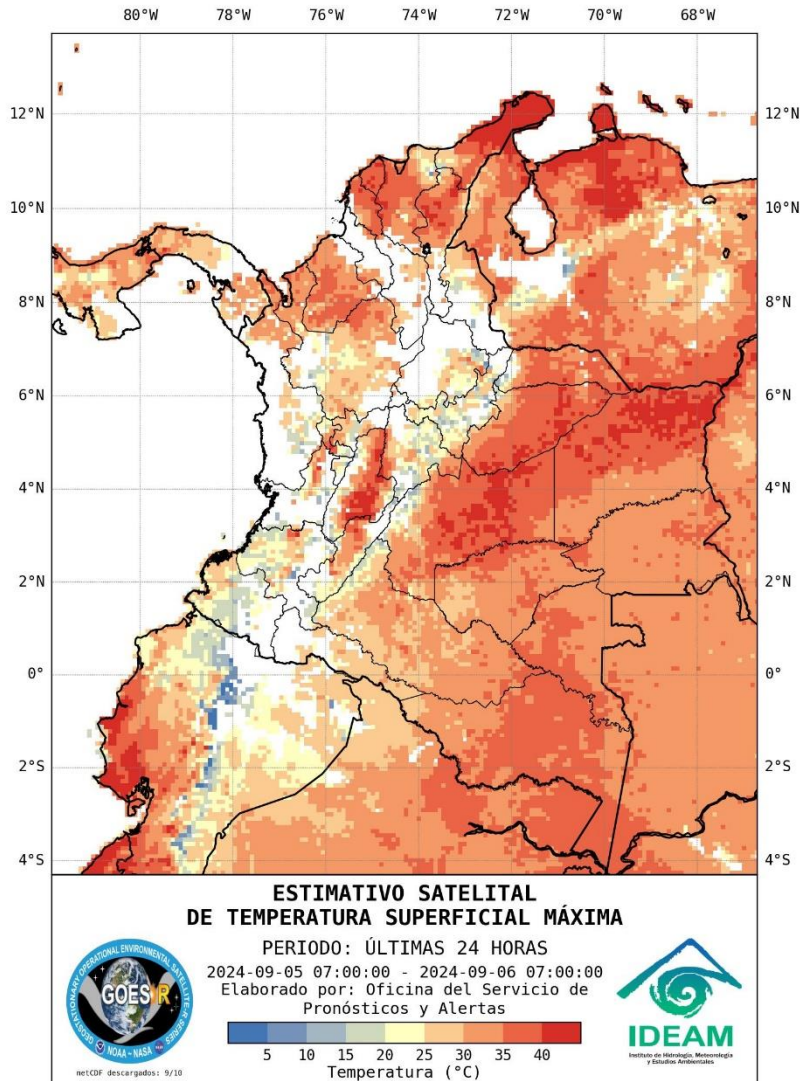 80°W 78°W 76°W 74°W 72°W 70°W 68°W
12°N 12°N
10°N 10°N
8°N 8°N
6°N 6°N
4°N 4°N
2°N 2°N
0° 0°
2°S 2°S
4°S 4°S
ESTIMATIVO SATELITAL
DE TEMPERATURA SUPERFICIAL MÁXIMA
PERIODO: ÚLTIMAS 24 HORAS
2024-09-05 07:00:00 - 2024-09-06 07:00:00
Elaborado por: Oficina del Servicio de
Pronósticos y Alertas
5 10 15 20 25 30 35 40
Temperatura (°C)
GEOSTATIONARY OPERATIONAL ENVIRONMENTAL SATELLITE-R SERIES
GOES R
NOAA ~ NASA
netCDF descargados: 9/10
IDEAM
Instituto de Hidrología, Meteorología
y Estudios Ambientales